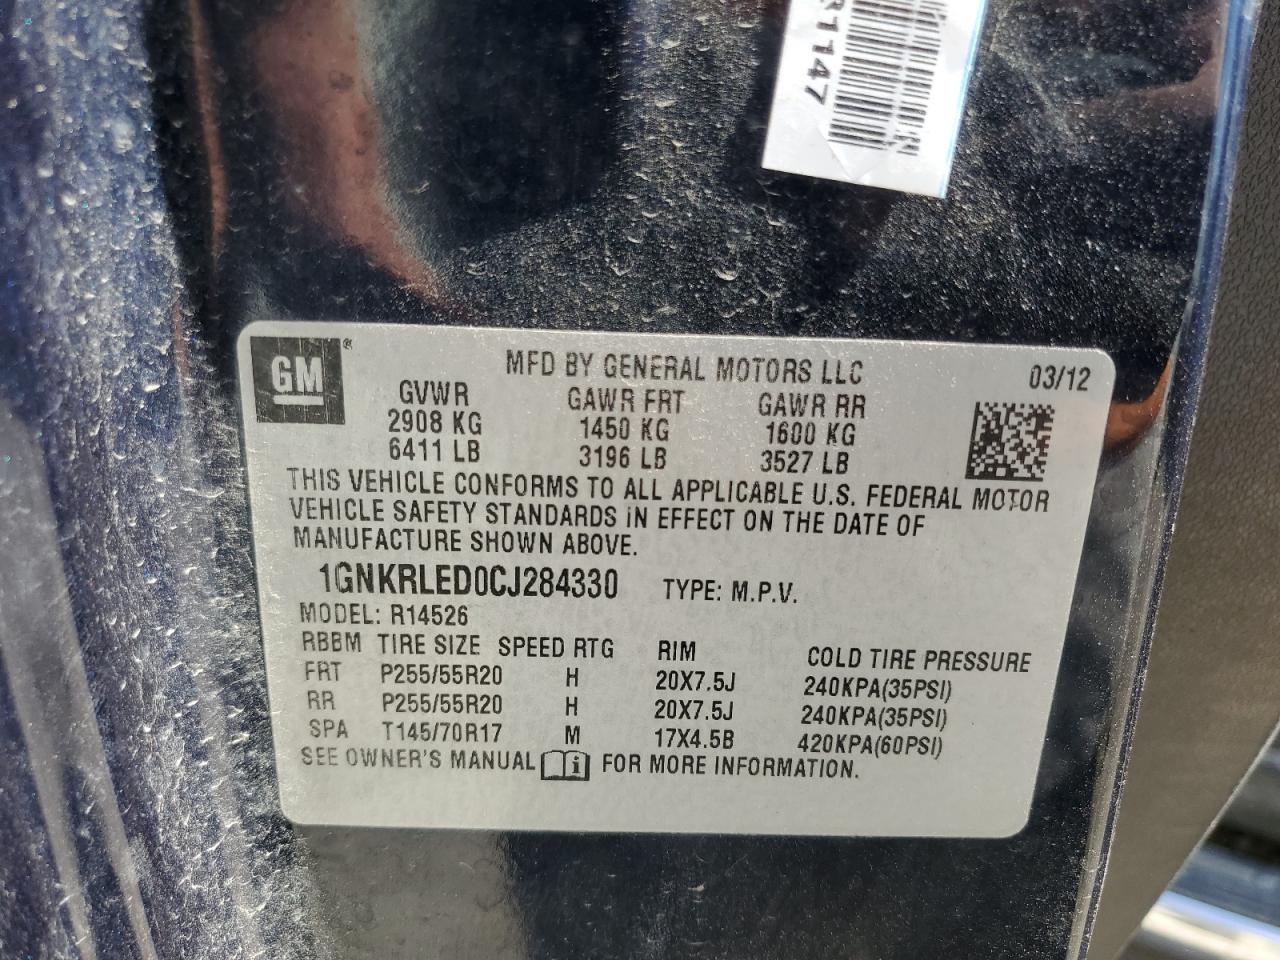 R1147
GM®
MFD BY GENERAL MOTORS LLC
03/12
GVWR GAWR FRT GAWR RR
2908 KG 1450 KG 1600 KG
6411 LB 3196 LB 3527 LB
THIS VEHICLE CONFORMS TO ALL APPLICABLE U.S. FEDERAL MOTOR
VEHICLE SAFETY STANDARDS IN EFFECT ON THE DATE OF
MANUFACTURE SHOWN ABOVE.
1GNKRLED0CJ284330 TYPE: M.P.V.
MODEL: R14526
RBBM TIRE SIZE SPEED RTG RIM COLD TIRE PRESSURE
FRT P255/55R20 H 20X7.5J 240KPA(35PSI)
RR P255/55R20 H 20X7.5J 240KPA(35PSI)
SPA T145/70R17 M 17X4.5B 420KPA(60PSI)
SEE OWNER'S MANUAL i FOR MORE INFORMATION.